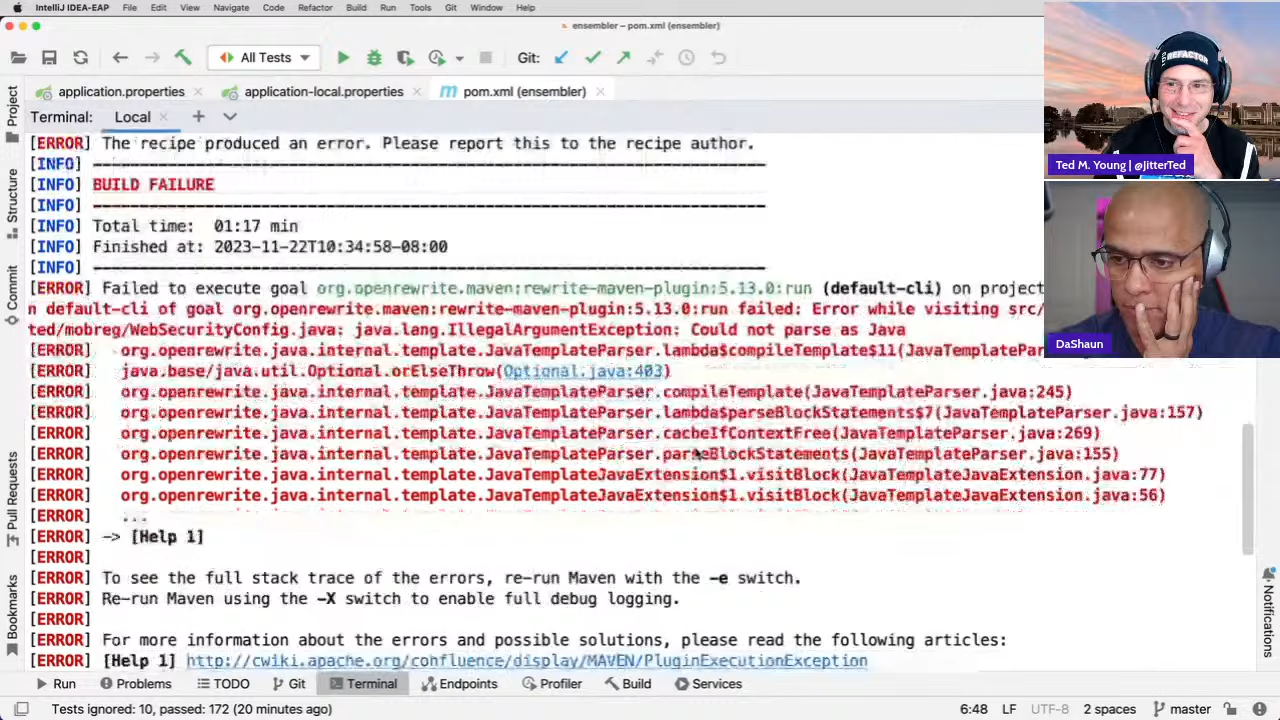 IntelliJ IDEA-EAP File Edit View Navigate Code Refactor Build Run Tools Git Window Help
ensembler – pom.xml (ensembler)
All Tests Git:
application.properties application-local.properties pom.xml (ensembler)
Terminal: Local
[ERROR] The recipe produced an error. Please report this to the recipe author.
[INFO] ------------------------------------------------------------------------
[INFO] BUILD FAILURE
[INFO] ------------------------------------------------------------------------
[INFO] Total time: 01:17 min
[INFO] Finished at: 2023-11-22T10:34:58-08:00
[INFO] ------------------------------------------------------------------------
[ERROR] Failed to execute goal org.openrewrite.maven:rewrite-maven-plugin:5.13.0:run (default-cli) on project
n default-cli of goal org.openrewrite.maven:rewrite-maven-plugin:5.13.0:run failed: Error while visiting src/
ted/mobreg/WebSecurityConfig.java: java.lang.IllegalArgumentException: Could not parse as Java
[ERROR] org.openrewrite.java.internal.template.JavaTemplateParser.lambda$compileTemplate$11(JavaTemplatePar
[ERROR] java.base/java.util.Optional.orElseThrow(Optional.java:403)
[ERROR] org.openrewrite.java.internal.template.JavaTemplateParser.compileTemplate(JavaTemplateParser.java:245)
[ERROR] org.openrewrite.java.internal.template.JavaTemplateParser.lambda$parseBlockStatements$7(JavaTemplateParser.java:157)
[ERROR] org.openrewrite.java.internal.template.JavaTemplateParser.cacheIfContextFree(JavaTemplateParser.java:269)
[ERROR] org.openrewrite.java.internal.template.JavaTemplateParser.parseBlockStatements(JavaTemplateParser.java:155)
[ERROR] org.openrewrite.java.internal.template.JavaTemplateJavaExtension$1.visitBlock(JavaTemplateJavaExtension.java:77)
[ERROR] org.openrewrite.java.internal.template.JavaTemplateJavaExtension$1.visitBlock(JavaTemplateJavaExtension.java:56)
[ERROR] ...
[ERROR] -> [Help 1]
[ERROR]
[ERROR] To see the full stack trace of the errors, re-run Maven with the -e switch.
[ERROR] Re-run Maven using the -X switch to enable full debug logging.
[ERROR]
[ERROR] For more information about the errors and possible solutions, please read the following articles:
[ERROR] [Help 1] http://cwiki.apache.org/confluence/display/MAVEN/PluginExecutionException
Run Problems TODO Git Terminal Endpoints Profiler Build Services
Tests ignored: 10, passed: 172 (20 minutes ago) 6:48 LF UTF-8 2 spaces master
Project
Structure
Commit
Pull Requests
Bookmarks
Notifications
REFACTOR
Ted M. Young | @JitterTed
DaShaun